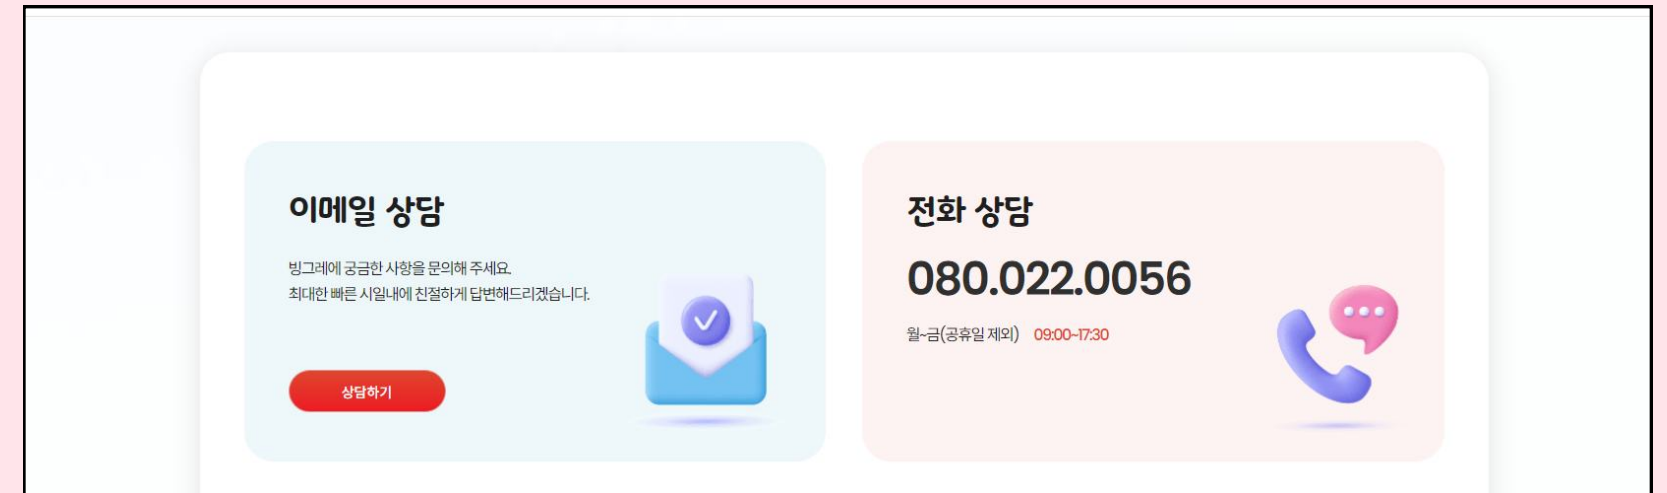 이메일 상담
빙그레에 궁금한 사항을 문의해 주세요.
최대한 빠른 시일내에 친절하게 답변해드리겠습니다.
상담하기
전화 상담
080.022.0056
월~금(공휴일 제외) 09:00~17:30